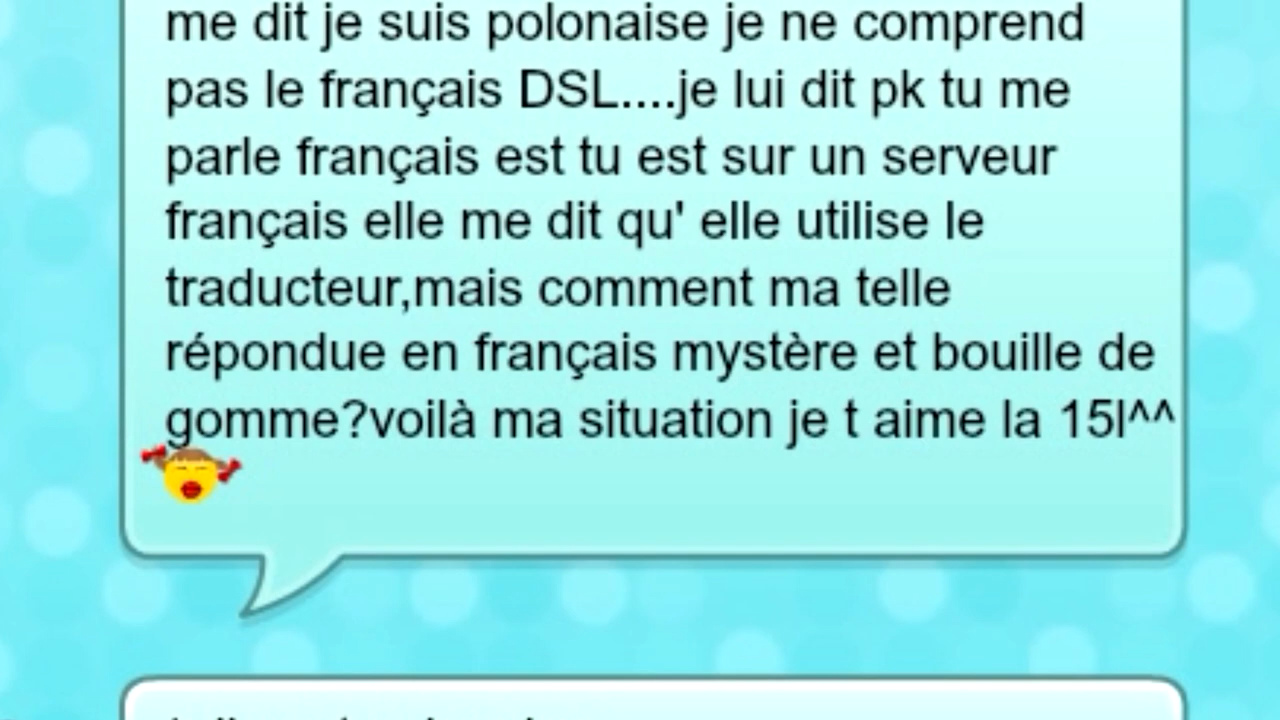 me dit je suis polonaise je ne comprend
pas le français DSL....je lui dit pk tu me
parle français est tu est sur un serveur
français elle me dit qu' elle utilise le
traducteur,mais comment ma telle
répondue en français mystère et bouille de
gomme?voilà ma situation je t aime la 15l^^